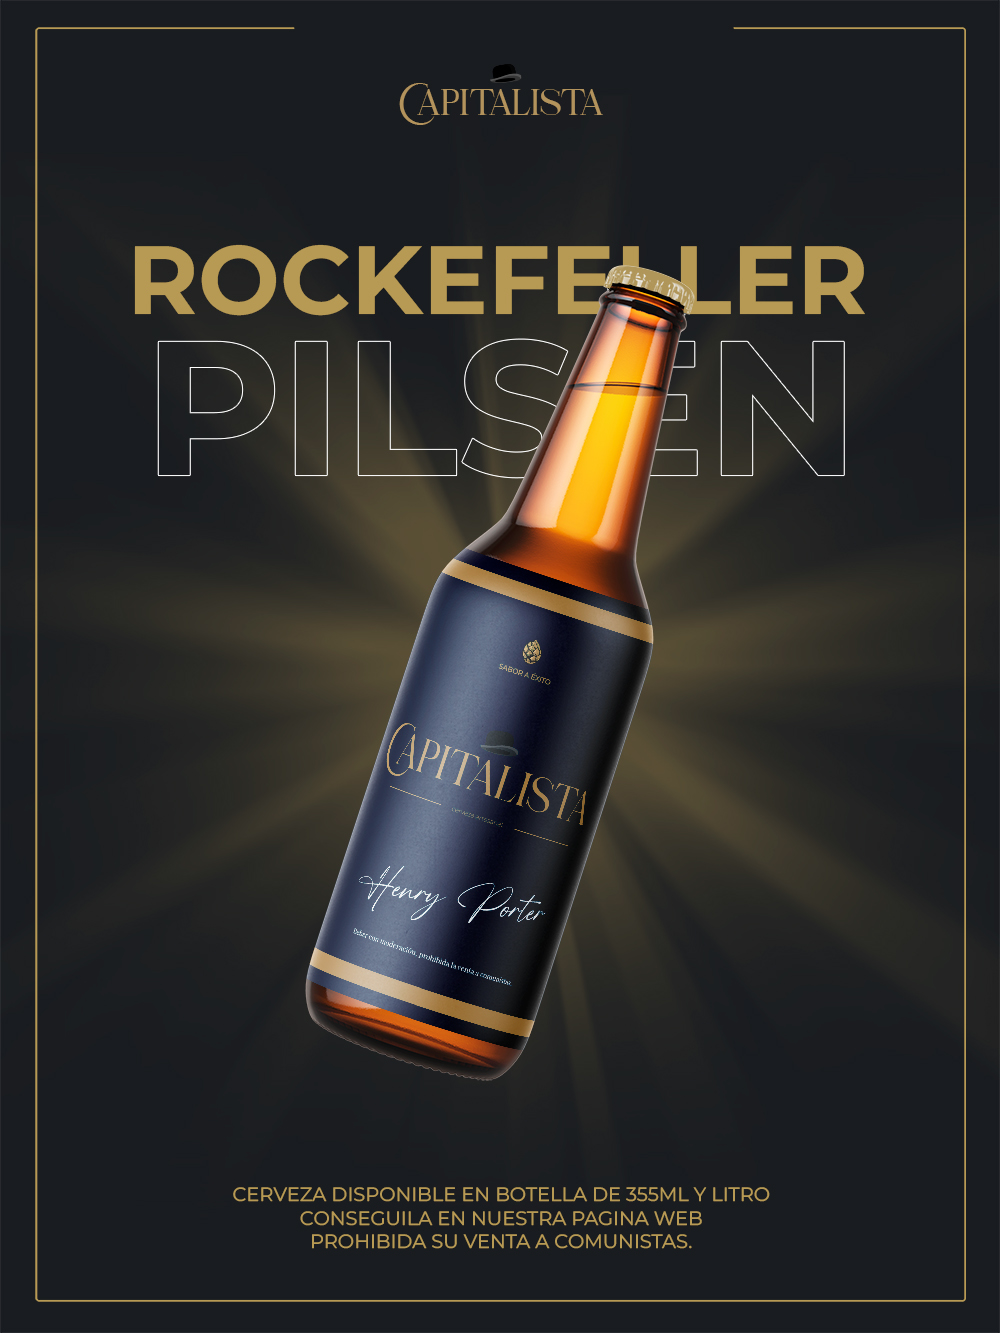 CAPITALISTA
ROCKEFELLER
PILSEN
SABOR A ÉXITO
CAPITALISTA
Henry Porter
Beber con moderación, prohibida la venta a comunistas.
CERVEZA DISPONIBLE EN BOTELLA DE 355ML Y LITRO
CONSEGUILA EN NUESTRA PAGINA WEB
PROHIBIDA SU VENTA A COMUNISTAS.